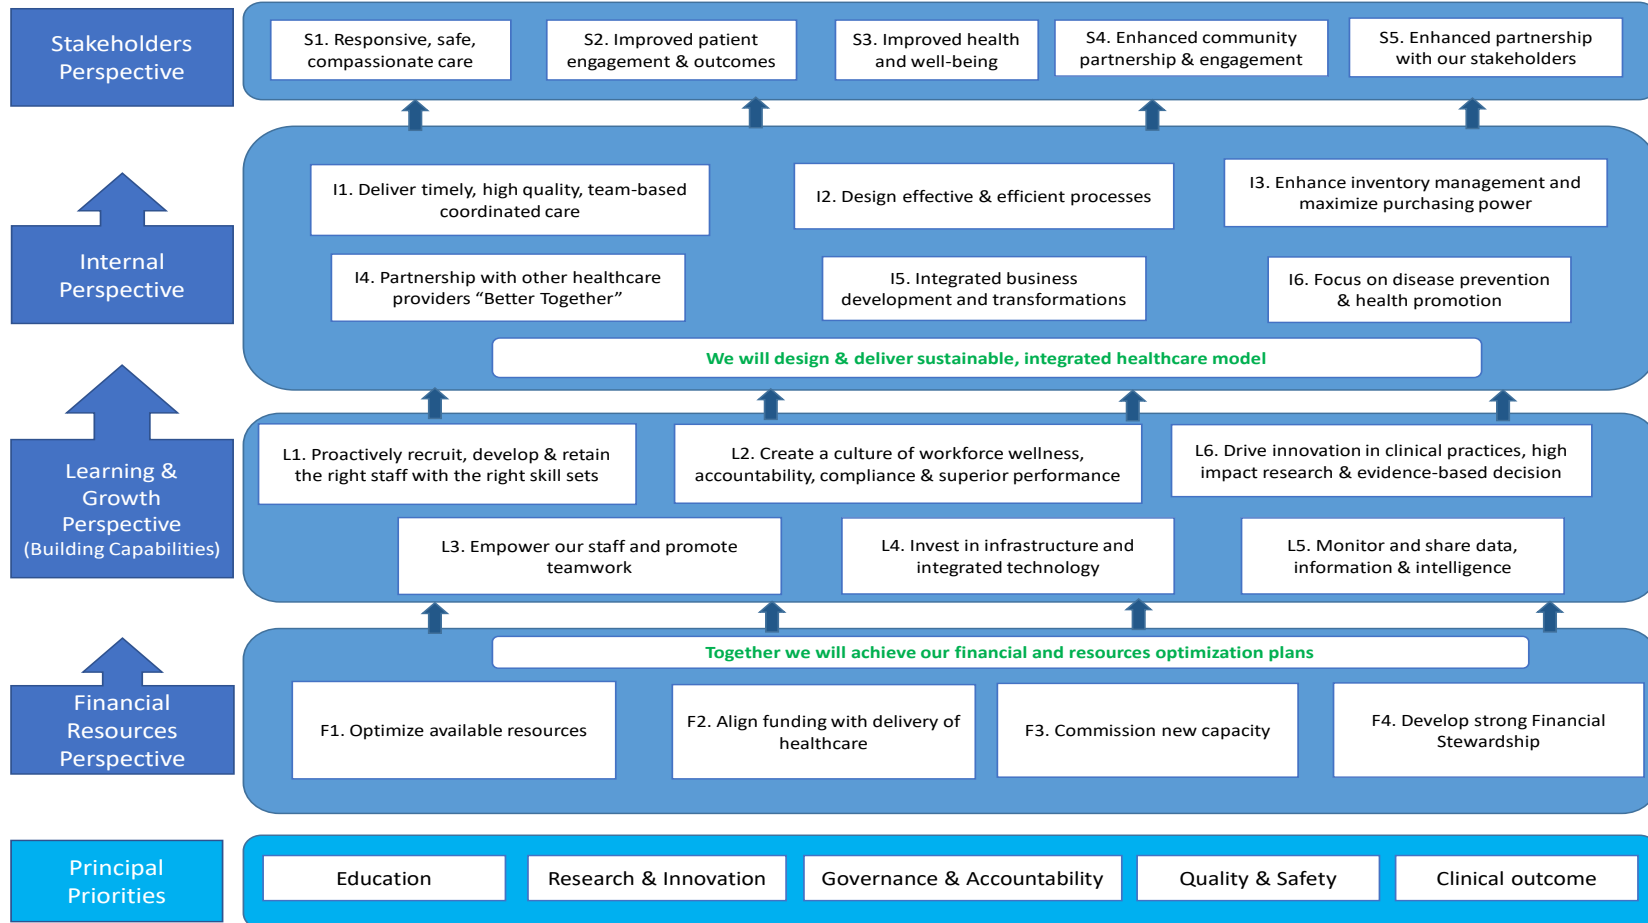 Stakeholders
Perspective
S1. Responsive, safe,
compassionate care
S2. Improved patient
engagement & outcomes
S3. Improved health
and well-being
S4. Enhanced community
partnership & engagement
S5. Enhanced partnership
with our stakeholders
Internal
Perspective
I1. Deliver timely, high quality, team-based
coordinated care
I2. Design effective & efficient processes
I3. Enhance inventory management and
maximize purchasing power
I4. Partnership with other healthcare
providers “Better Together”
I5. Integrated business
development and transformations
I6. Focus on disease prevention
& health promotion
We will design & deliver sustainable, integrated healthcare model
Learning &
Growth
Perspective
(Building Capabilities)
L1. Proactively recruit, develop & retain
the right staff with the right skill sets
L2. Create a culture of workforce wellness,
accountability, compliance & superior performance
L6. Drive innovation in clinical practices, high
impact research & evidence-based decision
L3. Empower our staff and promote
teamwork
L4. Invest in infrastructure and
integrated technology
L5. Monitor and share data,
information & intelligence
Financial
Resources
Perspective
Together we will achieve our financial and resources optimization plans
F1. Optimize available resources
F2. Align funding with delivery of
healthcare
F3. Commission new capacity
F4. Develop strong Financial
Stewardship
Principal
Priorities
Education
Research & Innovation
Governance & Accountability
Quality & Safety
Clinical outcome